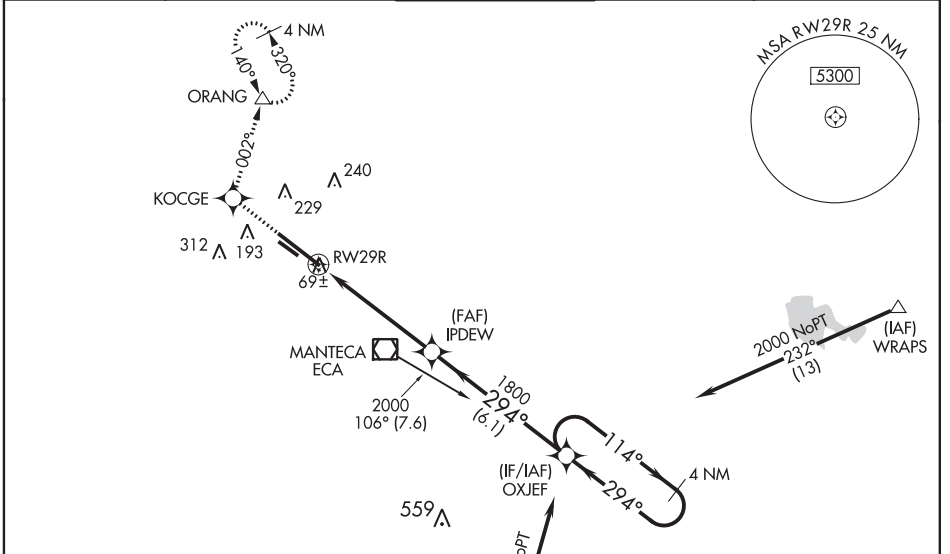 4 NM
320°
140°
ORANG
002°
KOCGE
240
229
312
193
RW29R
69±
(FAF)
IPDEW
MANTECA
ECA
2000
106° (7.6)
1800
294°
(6.1)
(IF/IAF)
OXJEF
114°
294°
4 NM
559
NoPT
MSA RW29R 25 NM
5300
2000 NoPT
232°
(13)
(IAF)
WRAPS